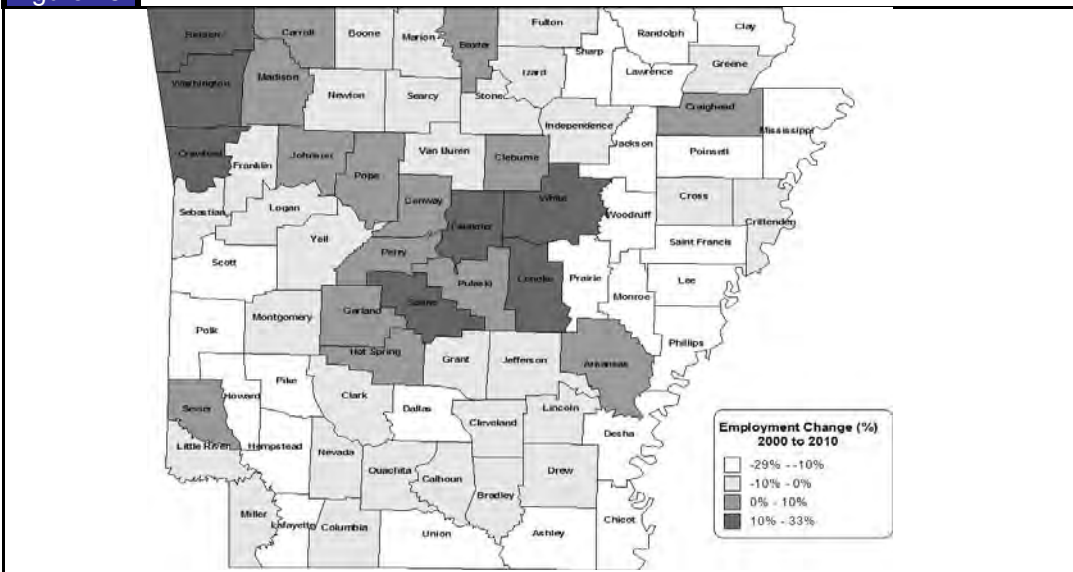 Fulton
Clay
Carroll
Boone
Marion
Baxter
Randolph
Sharp
Izard
Lawrence
Greene
Washington
Madison
Newton
Searcy
Stone
Craighead
Independence
Mississippi
Jackson
Crawford
Franklin
Johnson
Van Buren
Cleburne
Poinsett
Pope
Sebastian
Logan
Conway
White
Woodruff
Cross
Crittenden
Yell
Faulkner
Saint Francis
Scott
Perry
Pulaski
Lonoke
Prairie
Lee
Monroe
Montgomery
Garland
Saline
Polk
Phillips
Hot Spring
Grant
Jefferson
Arkansas
Pike
Howard
Clark
Sevier
Dallas
Lincoln
Cleveland
Desha
Little River
Hempstead
Nevada
Ouachita
Calhoun
Drew
Bradley
Miller
Lafayette
Columbia
Union
Ashley
Chicot
Employment Change (%)
2000 to 2010
-29% - -10%
-10% - 0%
0% - 10%
10% - 33%